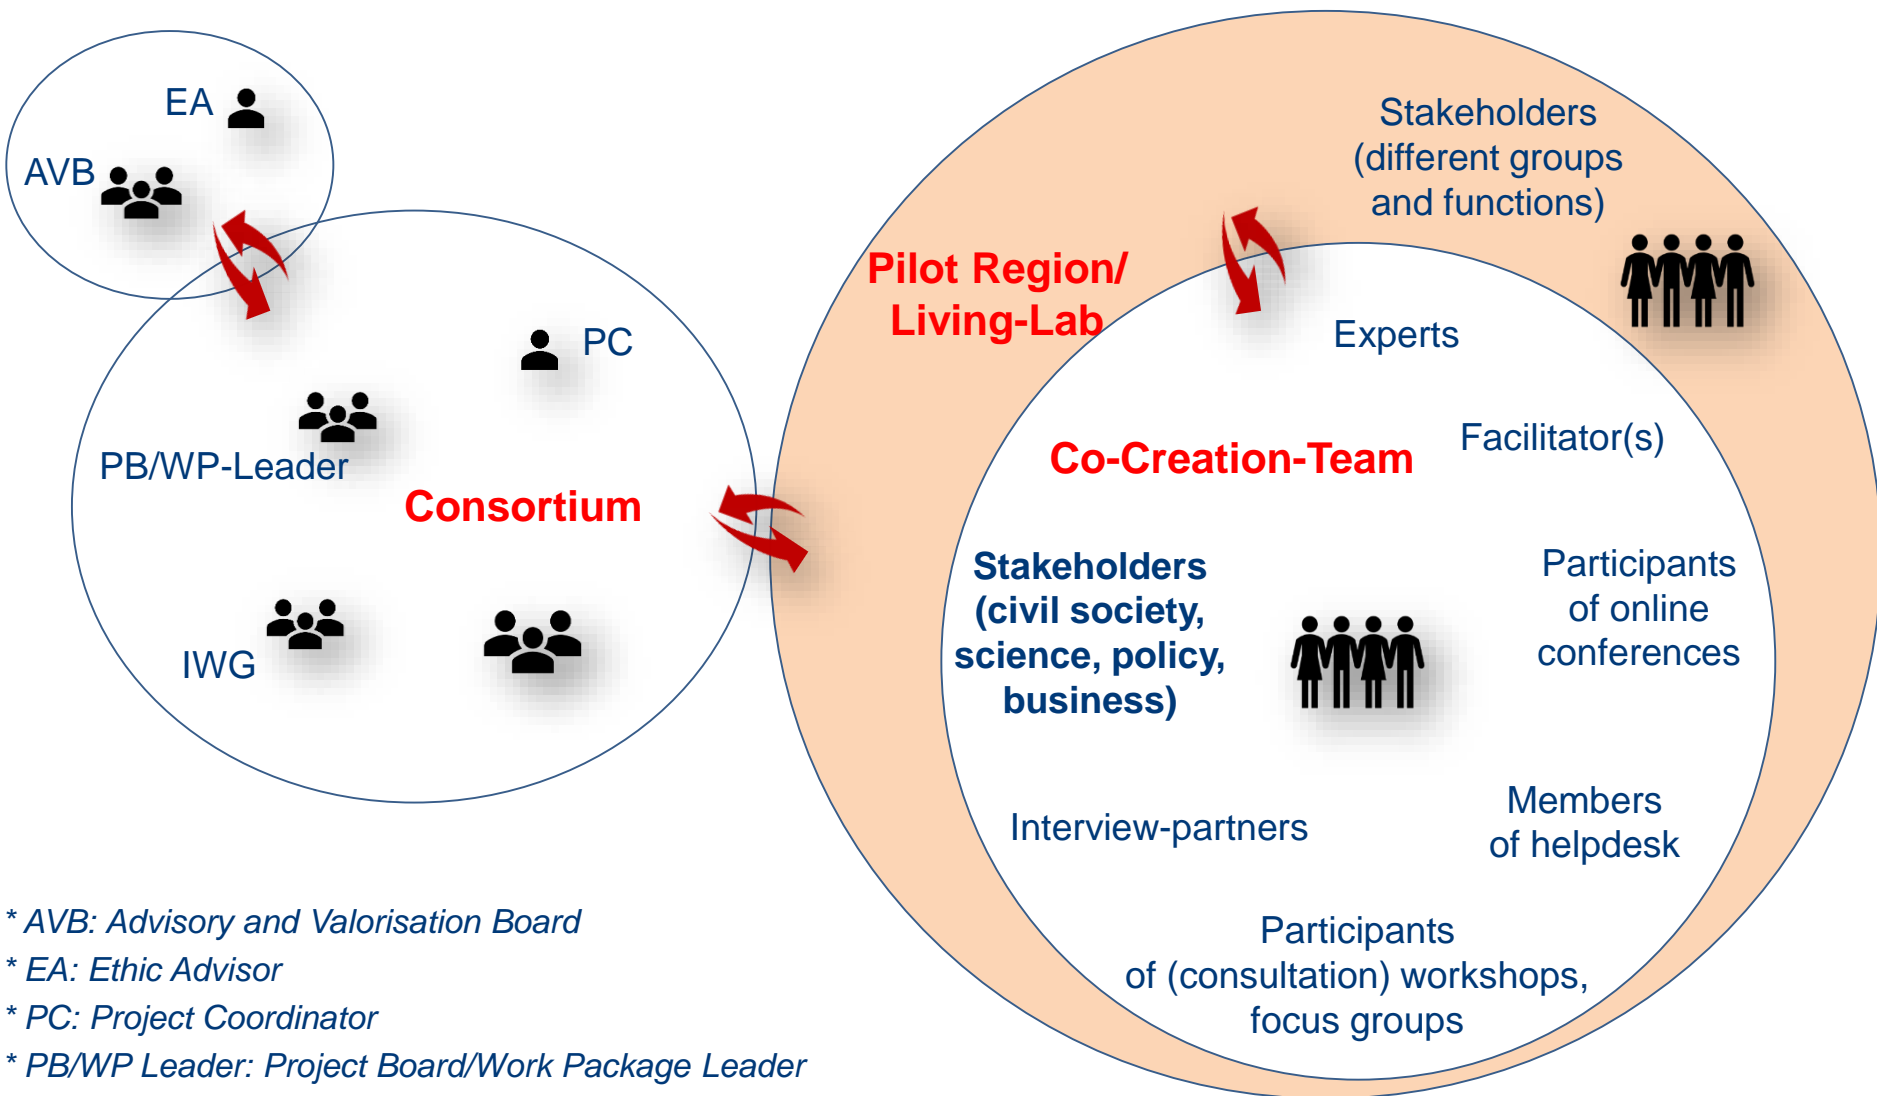 EA
AVB
PC
PB/WP-Leader
Consortium
IWG
Pilot Region/
Living-Lab
Stakeholders
(different groups
and functions)
Experts
Facilitator(s)
Co-Creation-Team
Stakeholders
(civil society,
science, policy,
business)
Participants
of online
conferences
Interview-partners
Members
of helpdesk
Participants
of (consultation) workshops,
focus groups
* AVB: Advisory and Valorisation Board
* EA: Ethic Advisor
* PC: Project Coordinator
* PB/WP Leader: Project Board/Work Package Leader